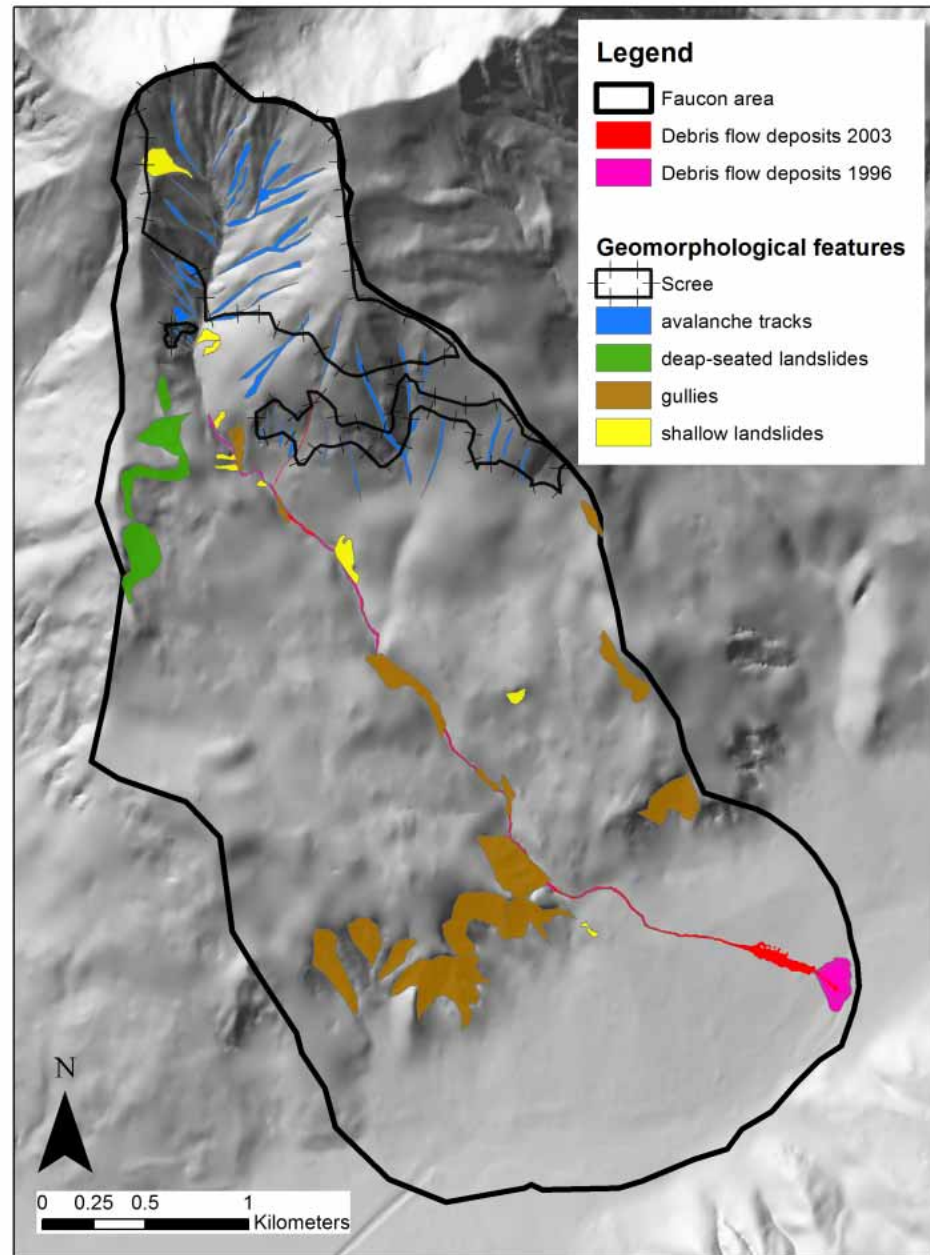 Legend
Faucon area
Debris flow deposits 2003
Debris flow deposits 1996
Geomorphological features
Scree
avalanche tracks
deap-seated landslides
gullies
shallow landslides
N
0 0.25 0.5 1
Kilometers